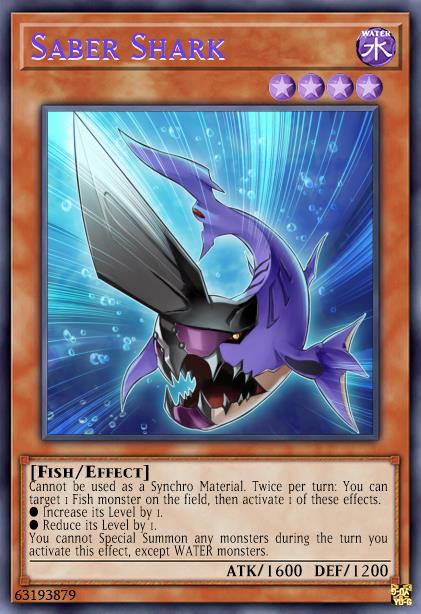 SABER SHARK
WATER
水
[FISH/EFFECT]
Cannot be used as a Synchro Material. Twice per turn: You can
target 1 Fish monster on the field, then activate 1 of these effects.
● Increase its Level by 1.
● Reduce its Level by 1.
You cannot Special Summon any monsters during the turn you
activate this effect, except WATER monsters.
ATK/1600 DEF/1200
63193879